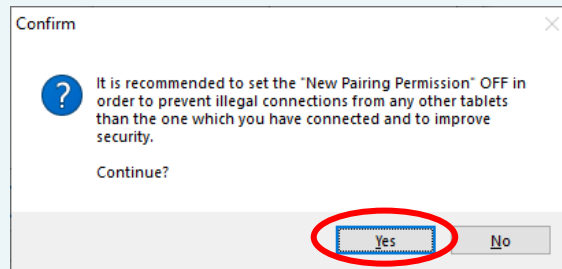 Confirm
It is recommended to set the "New Pairing Permission" OFF in
order to prevent illegal connections from any other tablets
than the one which you have connected and to improve
security.
Continue?
Yes
No